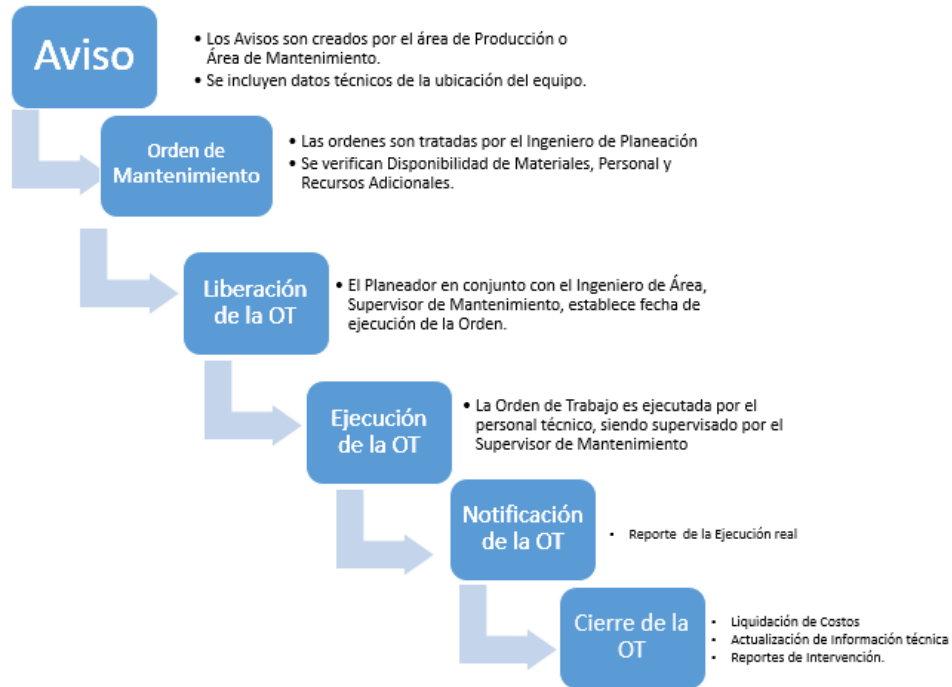 Aviso
• Los Avisos son creados por el área de Producción o
Área de Mantenimiento.
• Se incluyen datos técnicos de la ubicación del equipo.
Orden de
Mantenimiento
• Las ordenes son tratadas por el Ingeniero de Planeación
• Se verifican Disponibilidad de Materiales, Personal y
Recursos Adicionales.
Liberación
de la OT
• El Planeador en conjunto con el Ingeniero de Área,
Supervisor de Mantenimiento, establece fecha de
ejecución de la Orden.
Ejecución
de la OT
• La Orden de Trabajo es ejecutada por el
personal técnico, siendo supervisado por el
Supervisor de Mantenimiento
Notificación
de la OT
• Reporte de la Ejecución real
Cierre de la
OT
• Liquidación de Costos
• Actualización de Información técnica
• Reportes de Intervención.